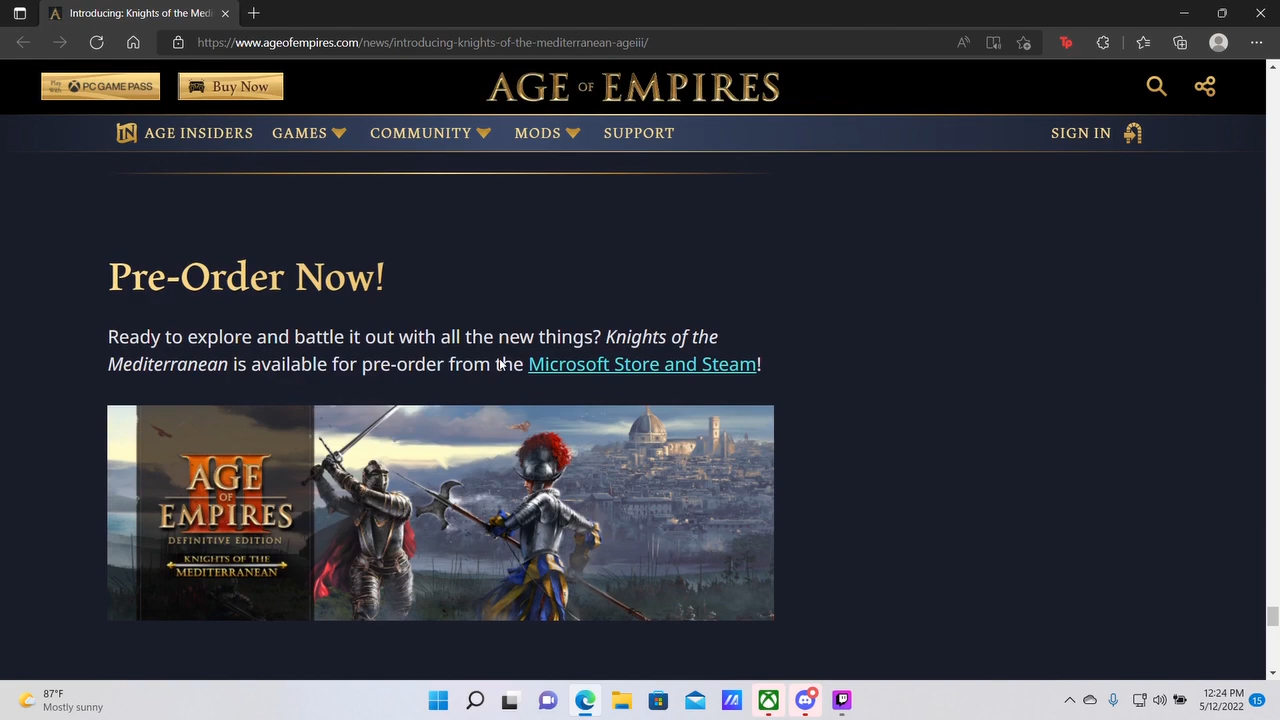 Introducing: Knights of the Med
https://www.ageofempires.com/news/introducing-knights-of-the-mediterranean-ageiii/
Play With PC GAME PASS
Buy Now
AGE OF EMPIRES
IN AGE INSIDERS
GAMES
COMMUNITY
MODS
SUPPORT
SIGN IN
Pre-Order Now!
Ready to explore and battle it out with all the new things? Knights of the
Mediterranean is available for pre-order from the Microsoft Store and Steam!
III
AGE
OF
EMPIRES
DEFINITIVE EDITION
KNIGHTS OF THE
MEDITERRANEAN
87°F
Mostly sunny
12:24 PM
5/12/2022
15